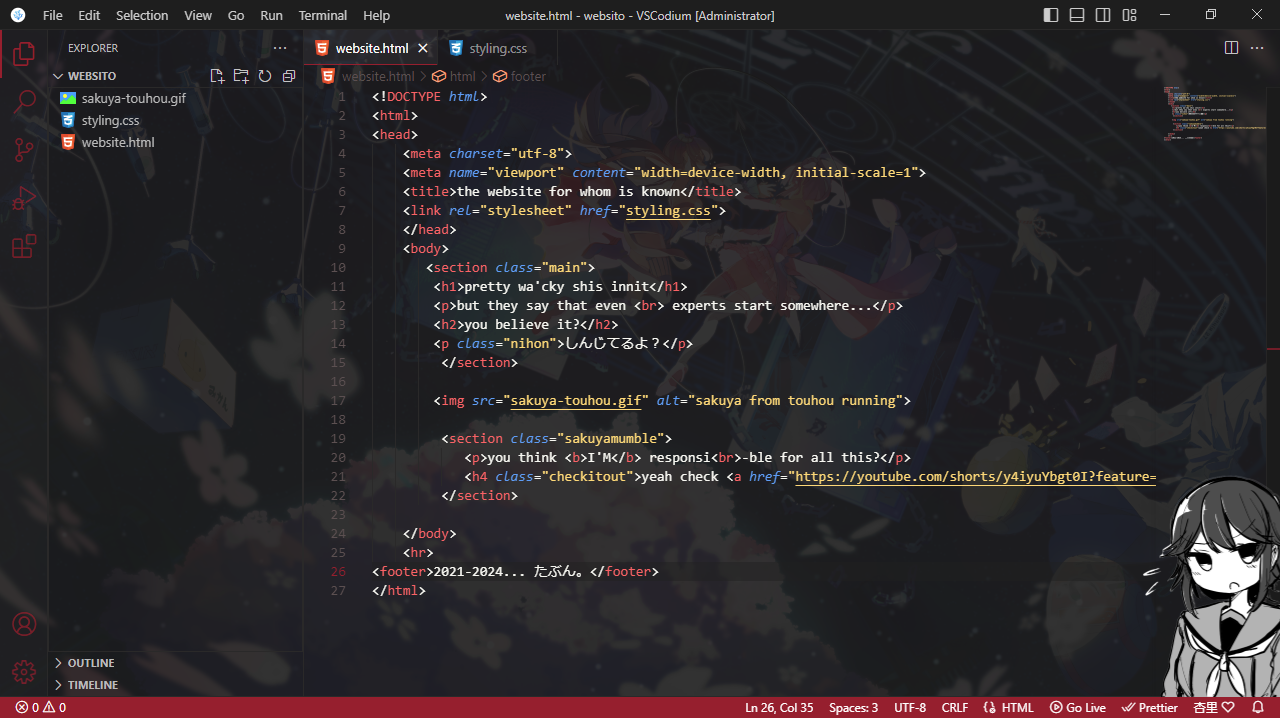 File Edit Selection View Go Run Terminal Help website.html - websito - VSCodium [Administrator]
EXPLORER
WEBSITO
sakuya-touhou.gif
styling.css
website.html
OUTLINE
TIMELINE
website.html styling.css
website.html html footer
1 <!DOCTYPE html>
2 <html>
3 <head>
4 <meta charset="utf-8">
5 <meta name="viewport" content="width=device-width, initial-scale=1">
6 <title>the website for whom is known</title>
7 <link rel="stylesheet" href="styling.css">
8 </head>
9 <body>
10 <section class="main">
11 <h1>pretty wa'cky shis innit</h1>
12 <p>but they say that even <br> experts start somewhere...</p>
13 <h2>you believe it?</h2>
14 <p class="nihon">しんじてるよ？</p>
15 </section>
16
17 <img src="sakuya-touhou.gif" alt="sakuya from touhou running">
18
19 <section class="sakuyamumble">
20 <p>you think <b>I'M</b> responsi<br>-ble for all this?</p>
21 <h4 class="checkitout">yeah check <a href="https://youtube.com/shorts/y4iyuYbgt0I?feature=
22 </section>
23
24 </body>
25 <hr>
26 <footer>2021-2024... たぶん。</footer>
27 </html>
0 0 Ln 26, Col 35 Spaces: 3 UTF-8 CRLF HTML Go Live Prettier 杏里♡